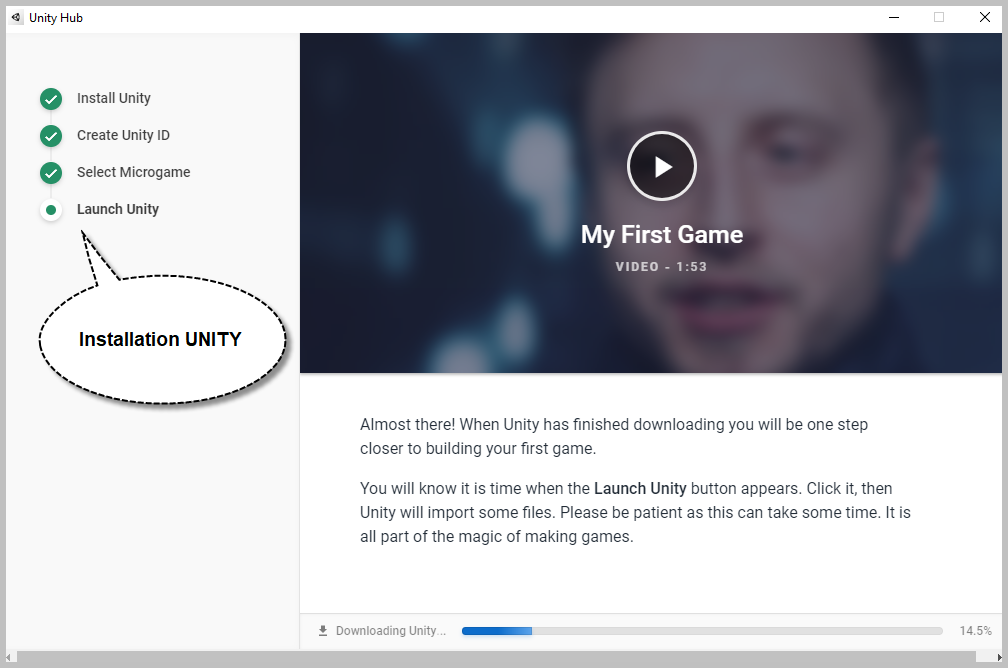 Unity Hub
Install Unity
Create Unity ID
Select Microgame
Launch Unity
Installation UNITY
My First Game
VIDEO - 1:53
Almost there! When Unity has finished downloading you will be one step
closer to building your first game.
You will know it is time when the Launch Unity button appears. Click it, then
Unity will import some files. Please be patient as this can take some time. It is
all part of the magic of making games.
Downloading Unity...
14.5%